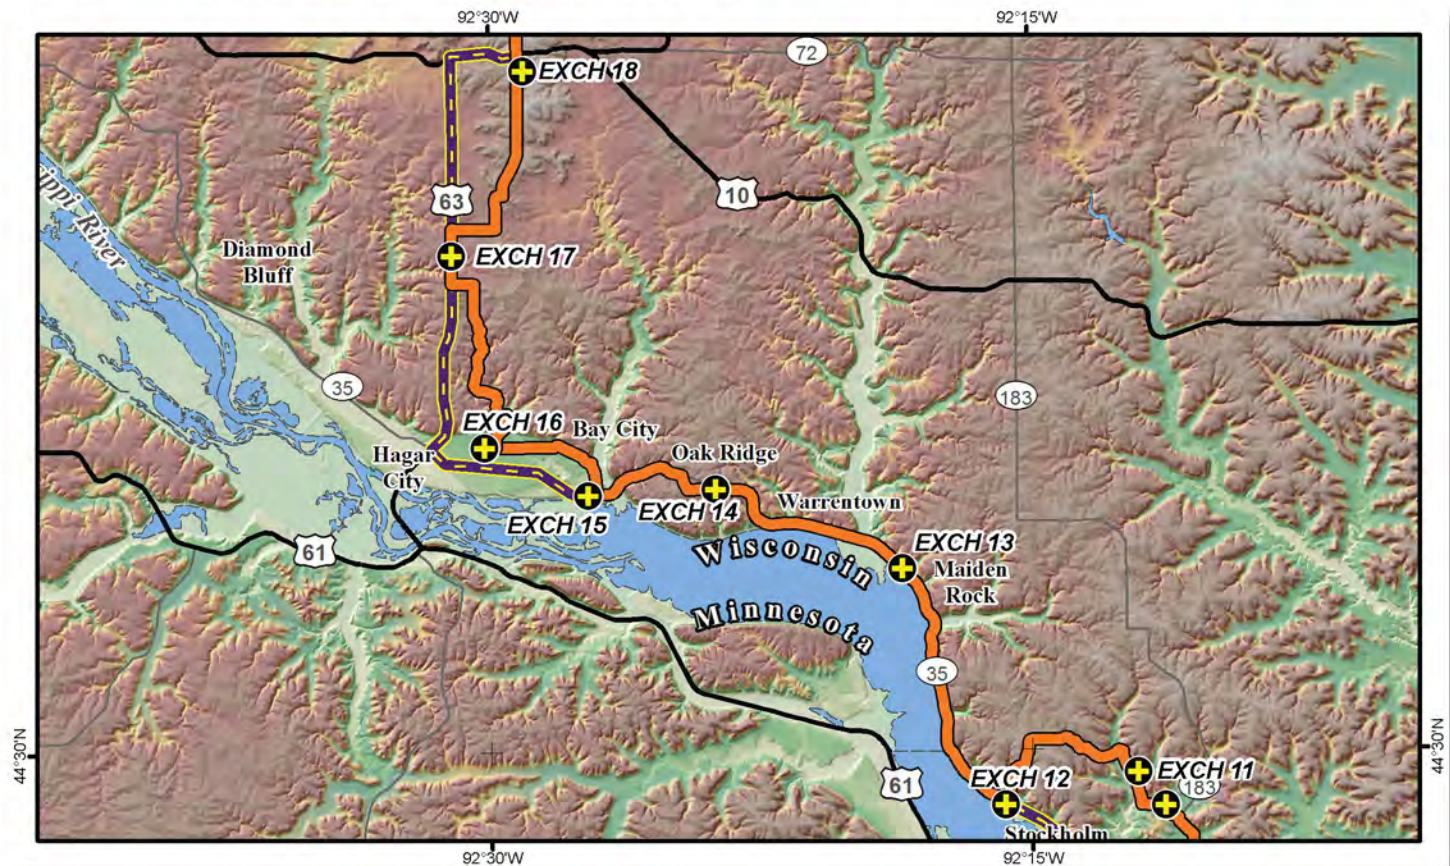 92°30'W
92°15'W
72
EXCH 18
63
10
ippi River
Diamond
Bluff
EXCH 17
35
183
EXCH 16
Bay City
Hagar
City
Oak Ridge
EXCH 15
EXCH 14
Warrentown
61
Wisconsin
EXCH 13
Maiden
Rock
Minnesota
35
44°30'N
44°30'N
EXCH 12
EXCH 11
61
183
Stockholm
92°30'W
92°15'W